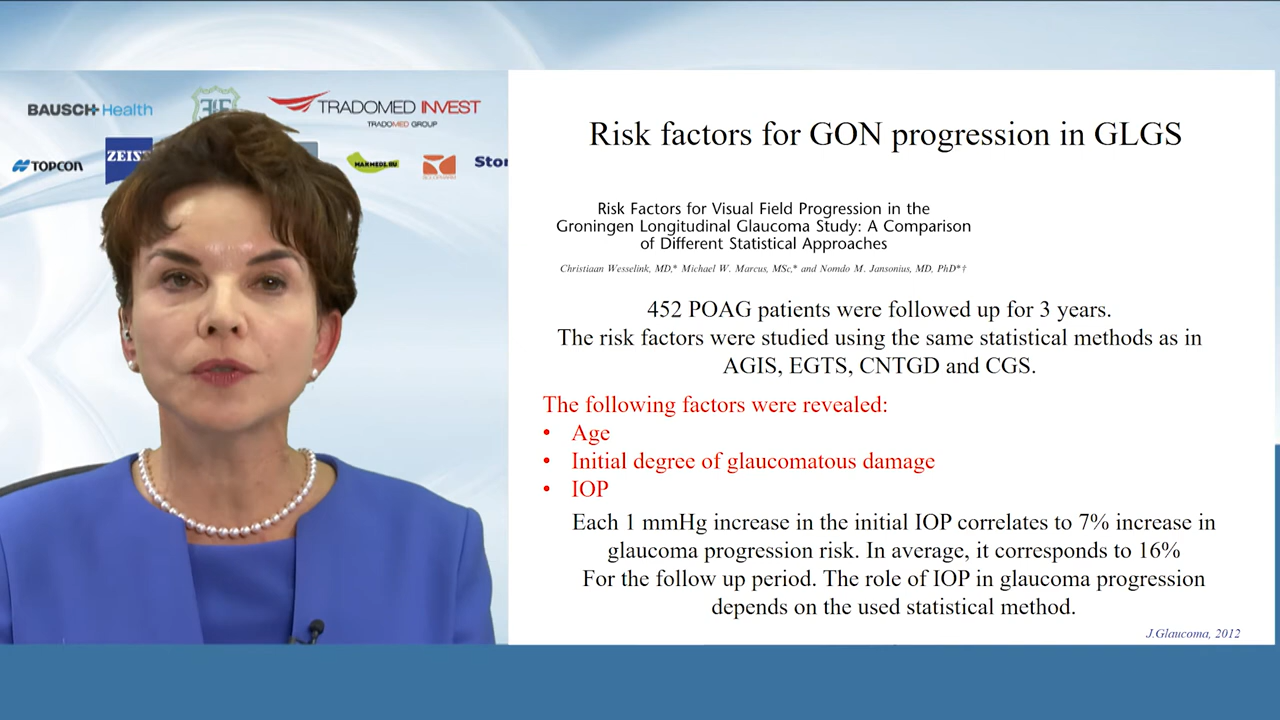 BAUSCH+Health
TRADOMED INVEST
TRADOMED GROUP
TOPCON
ZEISS
MAKMEDI.RU
Stor
Risk factors for GON progression in GLGS
Risk Factors for Visual Field Progression in the
Groningen Longitudinal Glaucoma Study: A Comparison
of Different Statistical Approaches
Christiaan Wesselink, MD,* Michael W. Marcus, MSc,* and Nomdo M. Jansonius, MD, PhD*†
452 POAG patients were followed up for 3 years.
The risk factors were studied using the same statistical methods as in
AGIS, EGTS, CNTGD and CGS.
The following factors were revealed:
• Age
• Initial degree of glaucomatous damage
• IOP
Each 1 mmHg increase in the initial IOP correlates to 7% increase in
glaucoma progression risk. In average, it corresponds to 16%
For the follow up period. The role of IOP in glaucoma progression
depends on the used statistical method.
J.Glaucoma, 2012